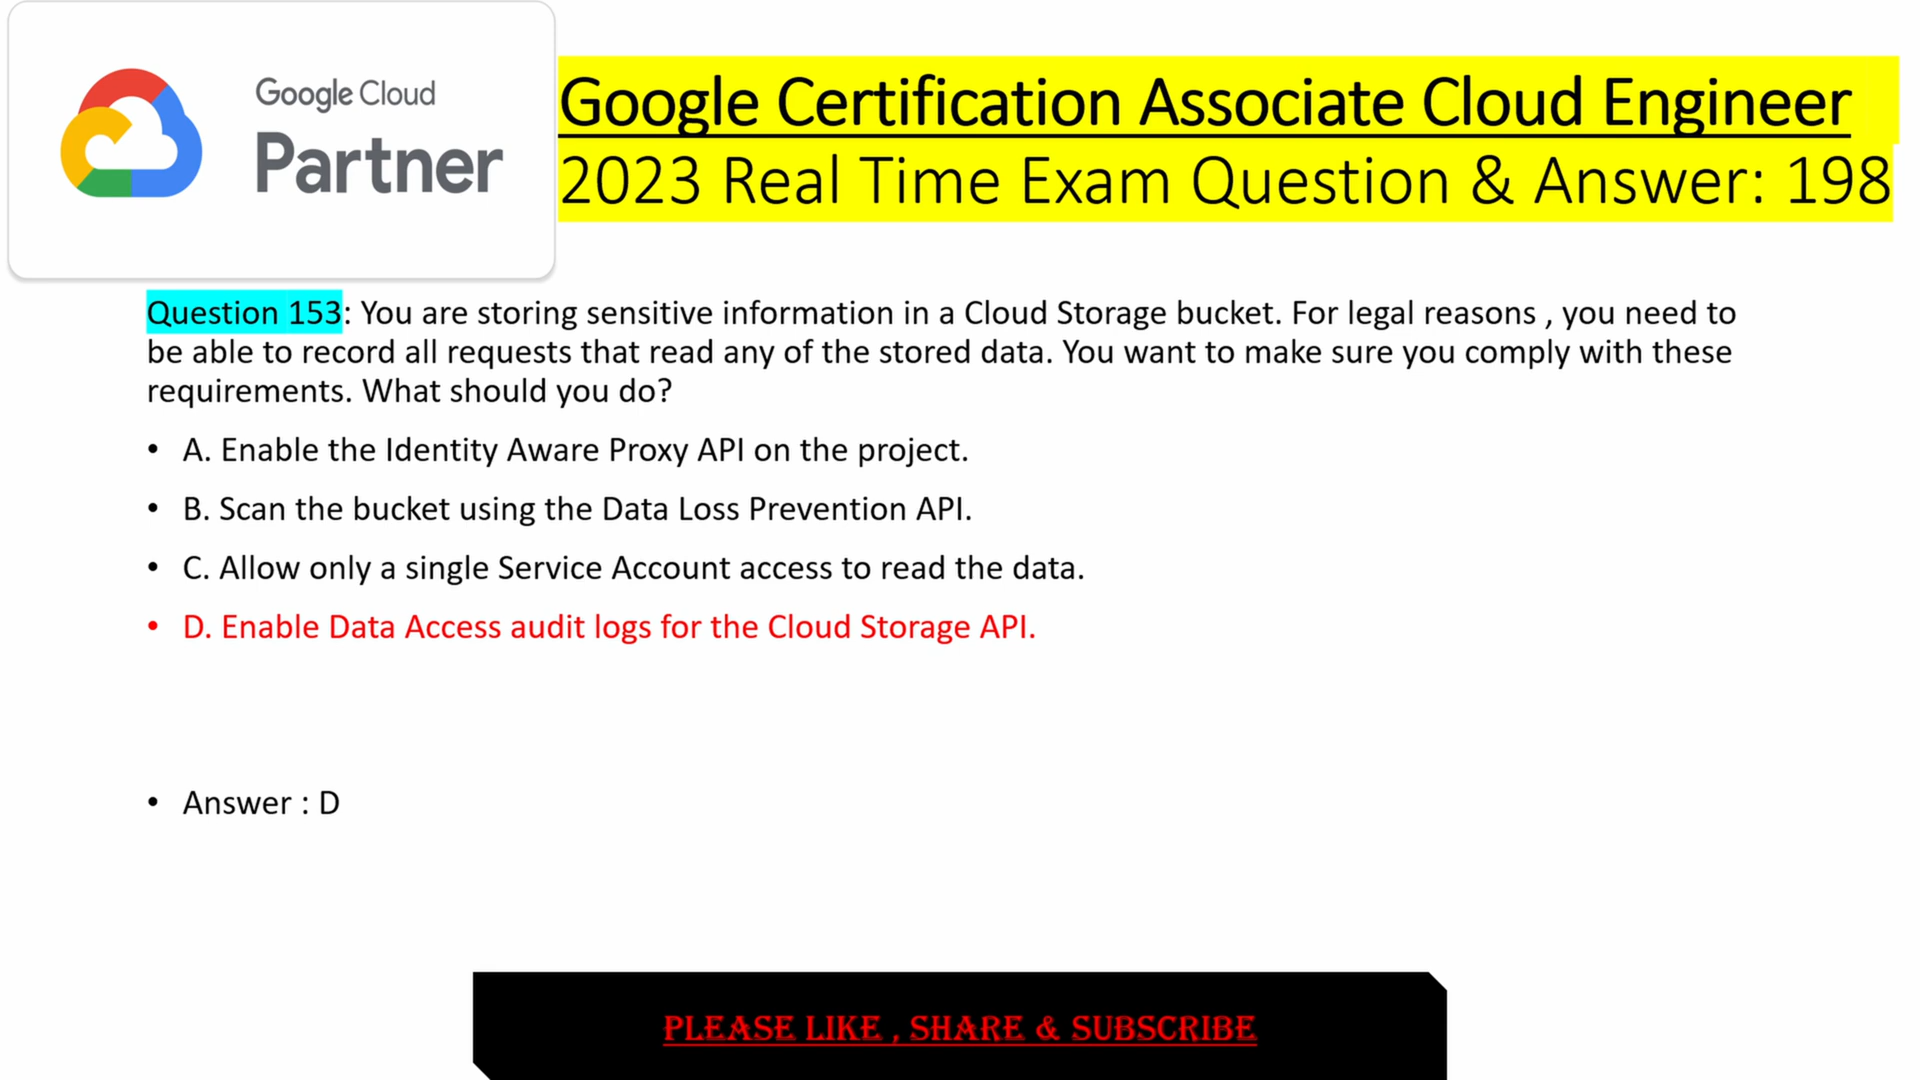 Google Cloud
Partner
Google Certification Associate Cloud Engineer
2023 Real Time Exam Question & Answer: 198
Question 153: You are storing sensitive information in a Cloud Storage bucket. For legal reasons , you need to
be able to record all requests that read any of the stored data. You want to make sure you comply with these
requirements. What should you do?
• A. Enable the Identity Aware Proxy API on the project.
• B. Scan the bucket using the Data Loss Prevention API.
• C. Allow only a single Service Account access to read the data.
• D. Enable Data Access audit logs for the Cloud Storage API.
• Answer : D
PLEASE LIKE , SHARE & SUBSCRIBE